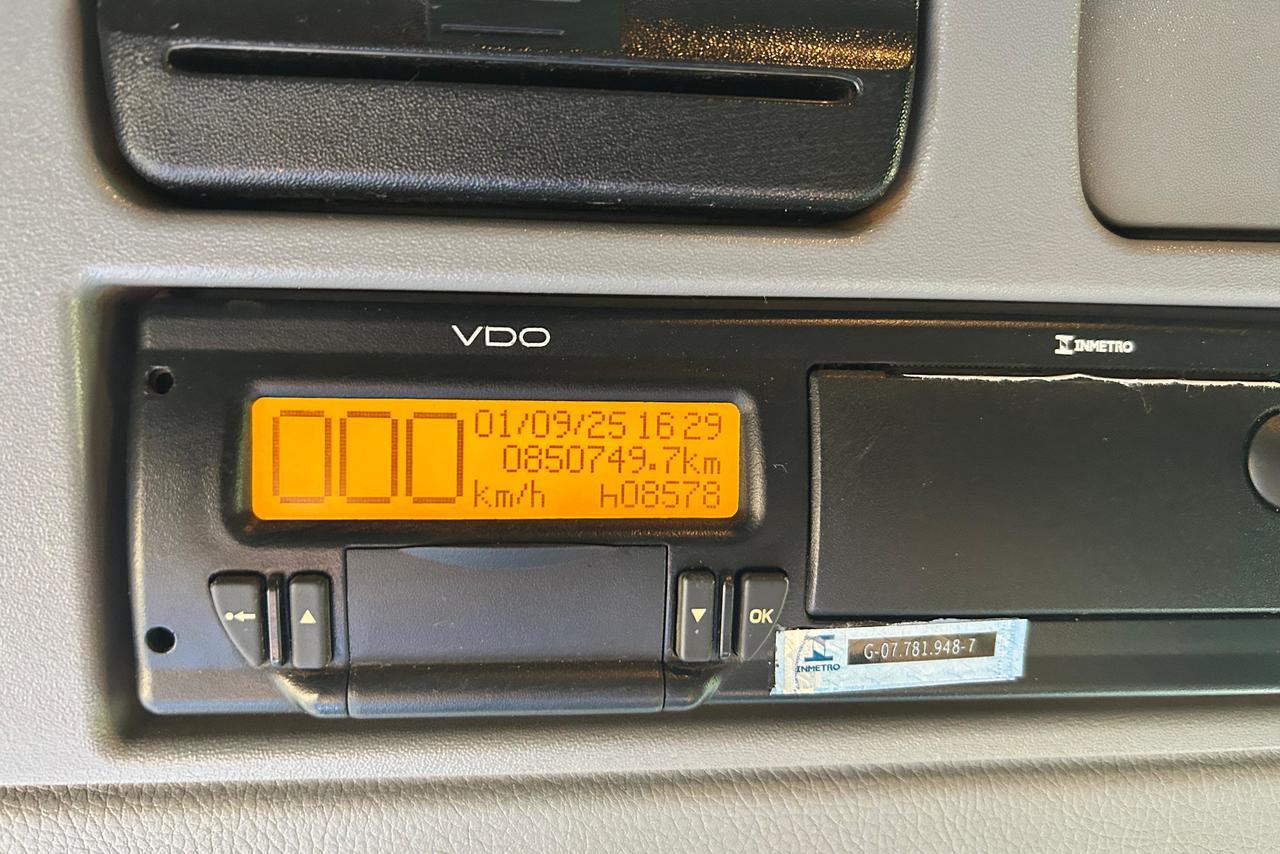 VDO
INMETRO
000 km/h
01/09/25 16 29
0850749.7km
h08578
OK
INMETRO
G-07.781.948-7